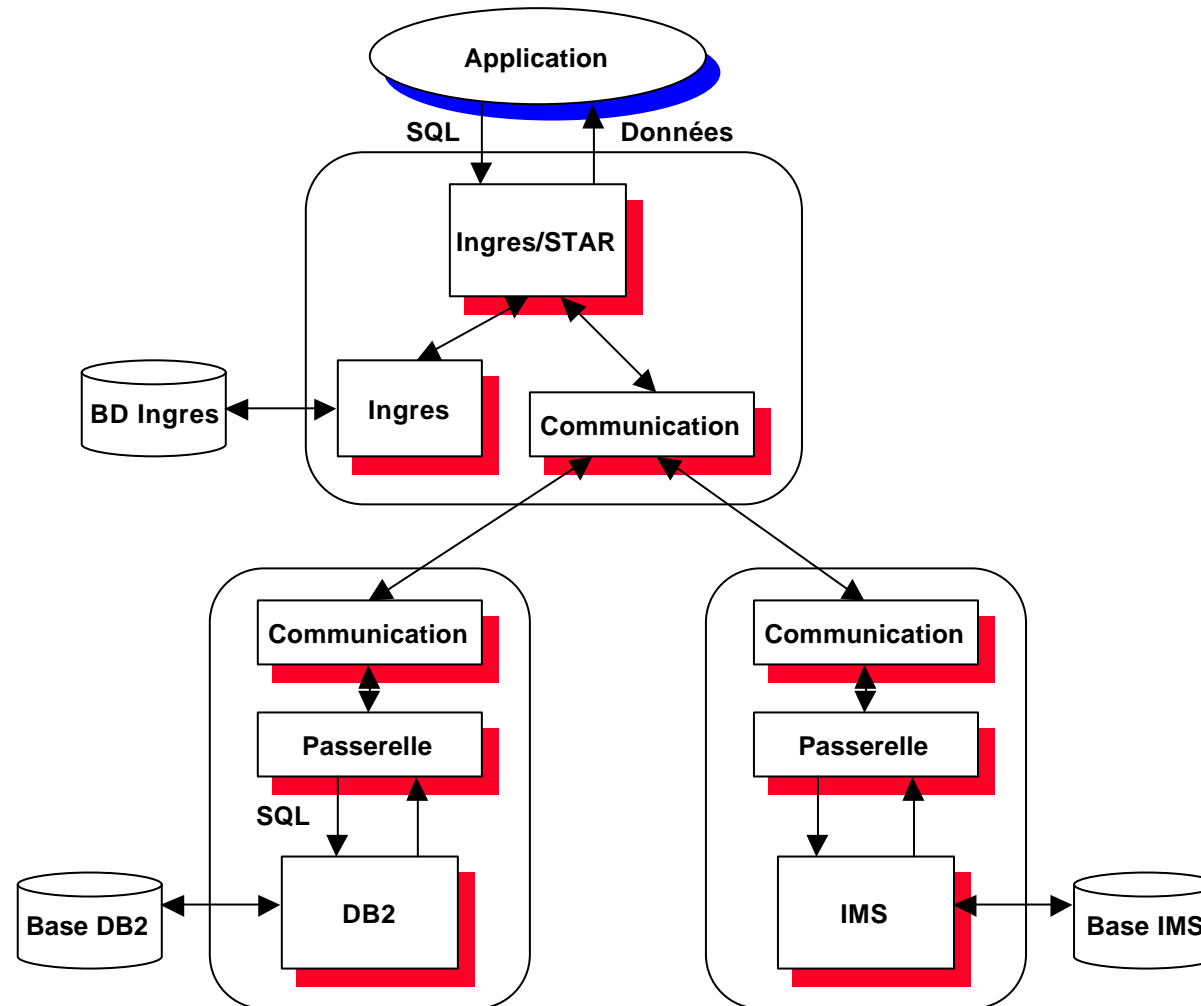 Application
SQL
Données
Ingres/STAR
BD Ingres
Ingres
Communication
Communication
Communication
Passerelle
Passerelle
SQL
Base DB2
DB2
IMS
Base IMS